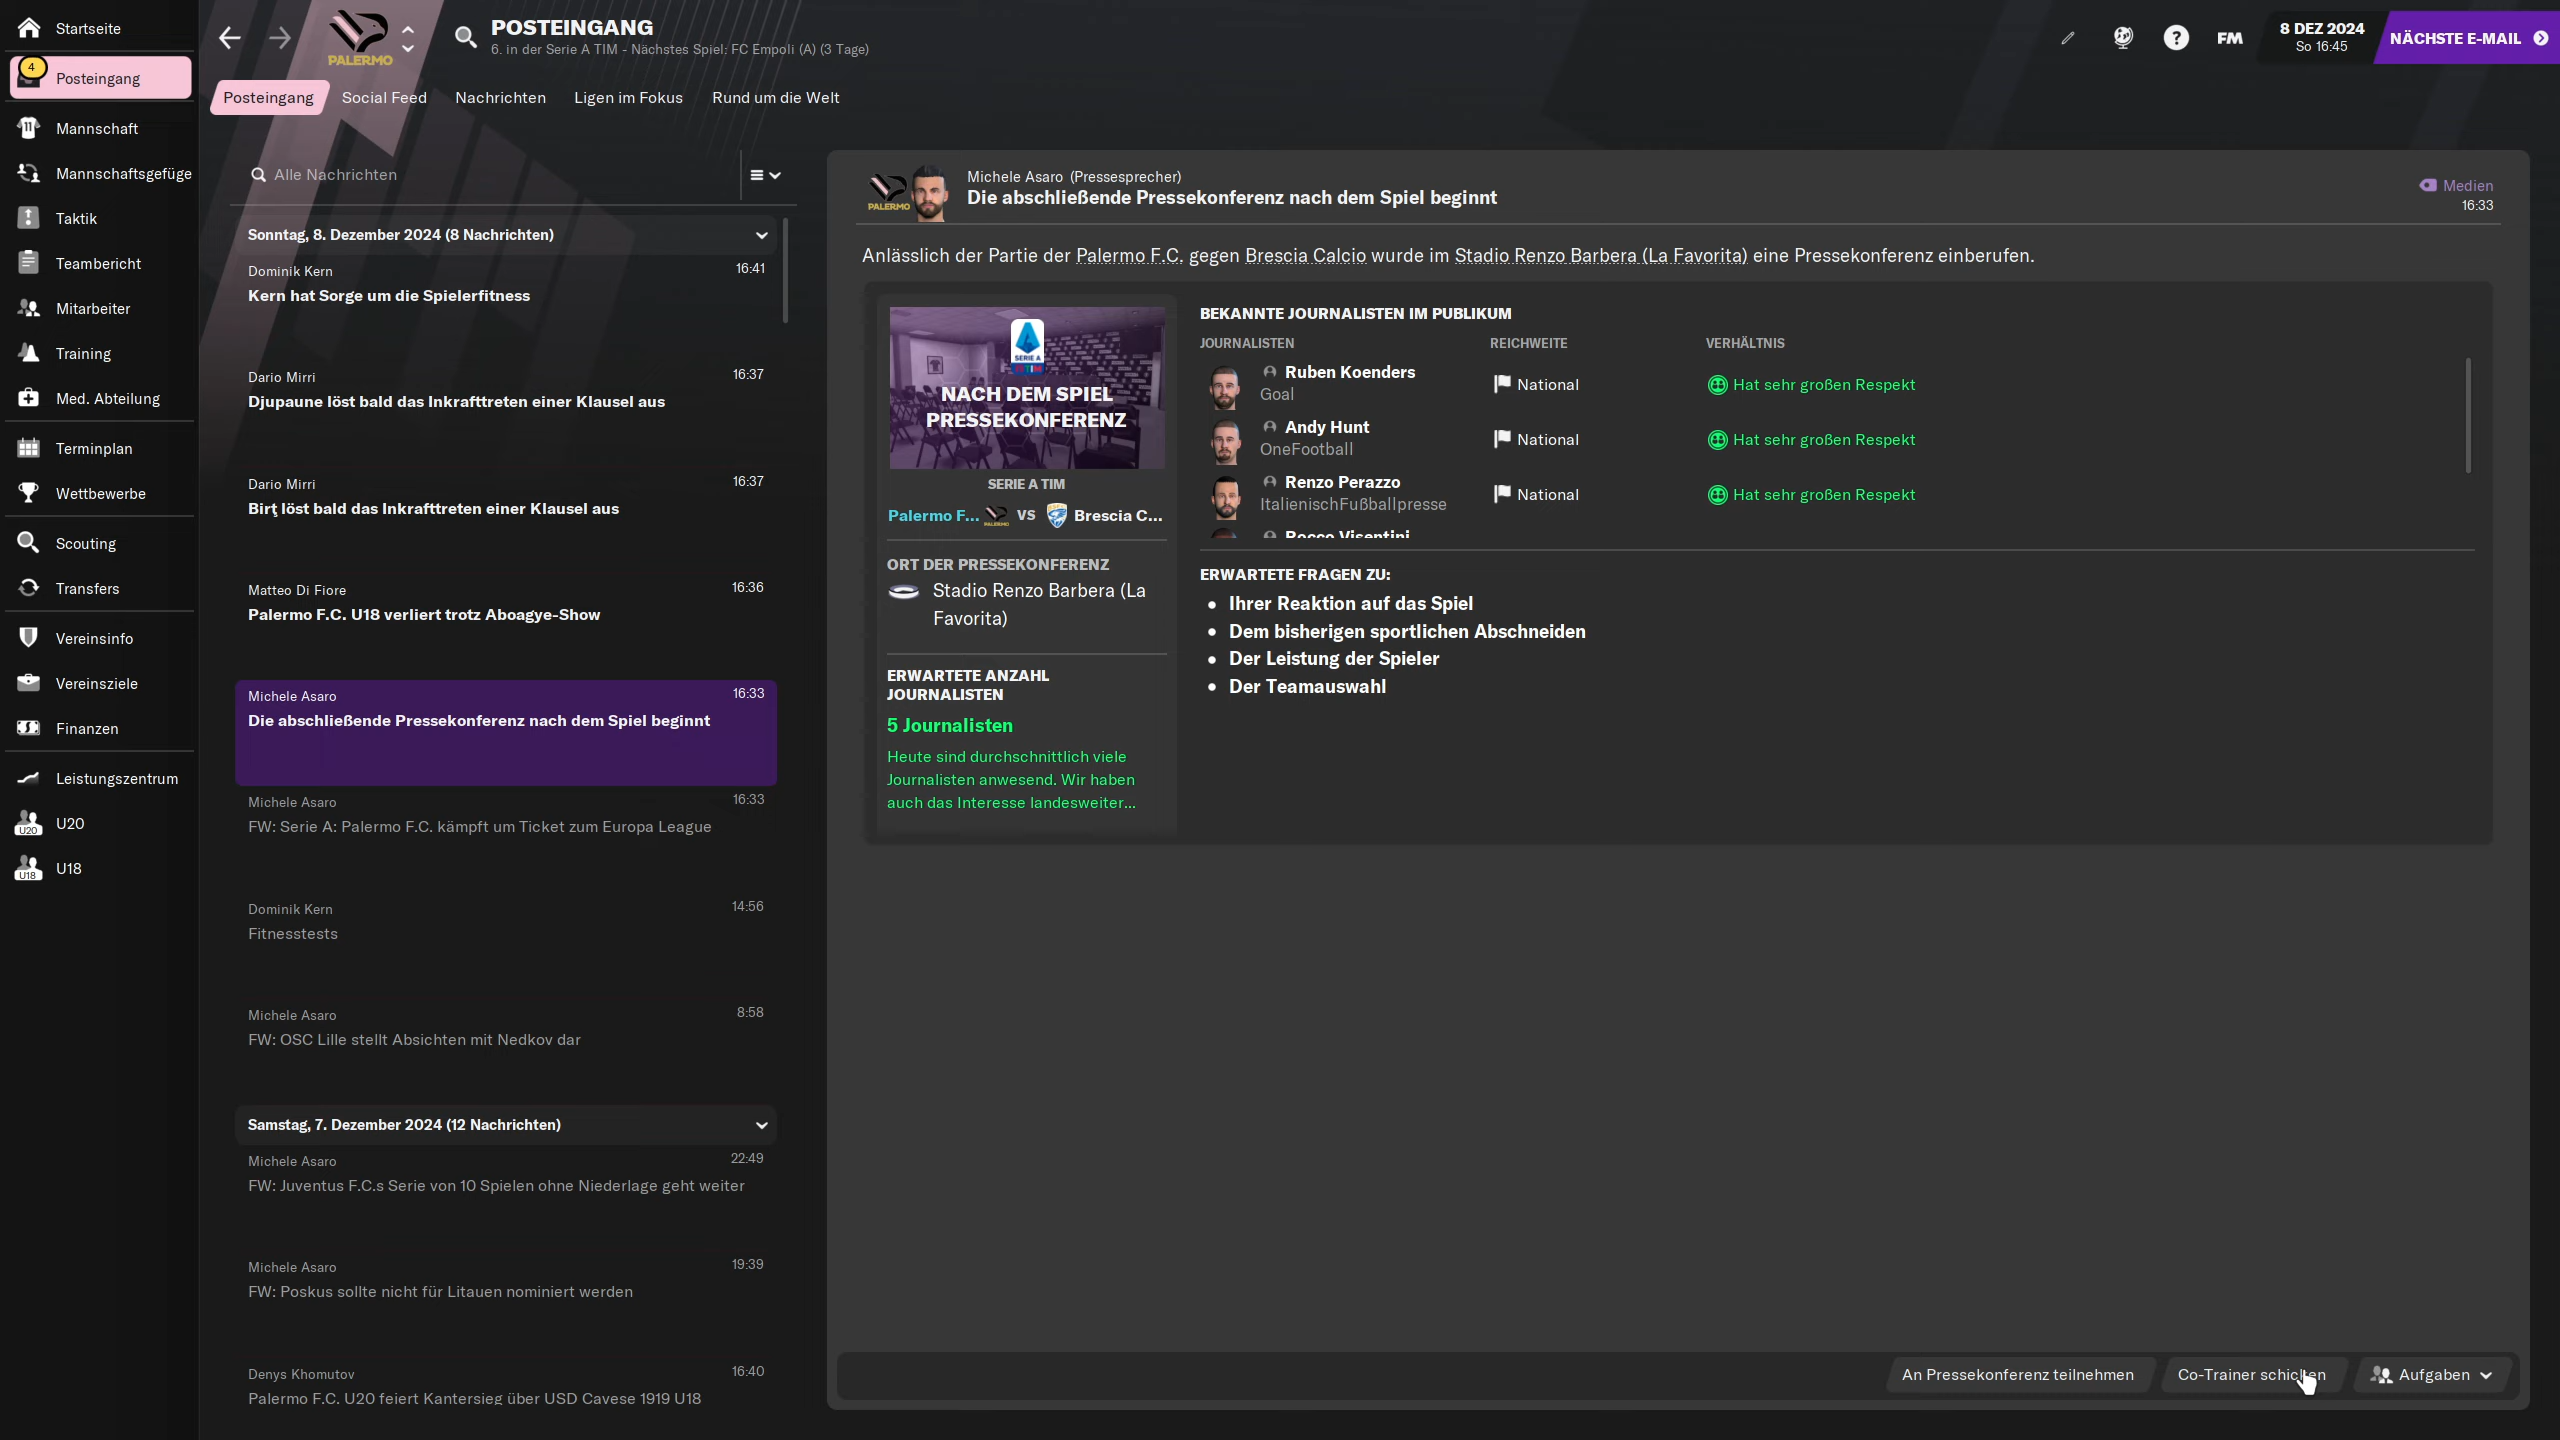 Startseite
4
Posteingang
Mannschaft
Mannschaftsgefüge
Taktik
Teambericht
Mitarbeiter
Training
Med. Abteilung
Terminplan
Wettbewerbe
Scouting
Transfers
Vereinsinfo
Vereinsziele
Finanzen
Leistungszentrum
U20
U20
U18
U18
PALERMO
POSTEINGANG
6. in der Serie A TIM - Nächstes Spiel: FC Empoli (A) (3 Tage)
FM
8 DEZ 2024
So 16:45
NÄCHSTE E-MAIL
Posteingang Social Feed Nachrichten Ligen im Fokus Rund um die Welt
Alle Nachrichten
Sonntag, 8. Dezember 2024 (8 Nachrichten)
Dominik Kern 16:41
Kern hat Sorge um die Spielerfitness
Dario Mirri 16:37
Djupaune löst bald das Inkrafttreten einer Klausel aus
Dario Mirri 16:37
Birț löst bald das Inkrafttreten einer Klausel aus
Matteo Di Fiore 16:36
Palermo F.C. U18 verliert trotz Aboagye-Show
Michele Asaro 16:33
Die abschließende Pressekonferenz nach dem Spiel beginnt
Michele Asaro 16:33
FW: Serie A: Palermo F.C. kämpft um Ticket zum Europa League
Dominik Kern 14:56
Fitnesstests
Michele Asaro 8:58
FW: OSC Lille stellt Absichten mit Nedkov dar
Samstag, 7. Dezember 2024 (12 Nachrichten)
Michele Asaro 22:49
FW: Juventus F.C.s Serie von 10 Spielen ohne Niederlage geht weiter
Michele Asaro 19:39
FW: Poskus sollte nicht für Litauen nominiert werden
Denys Khomutov 16:40
Palermo F.C. U20 feiert Kantersieg über USD Cavese 1919 U18
PALERMO
Michele Asaro (Pressesprecher)
Die abschließende Pressekonferenz nach dem Spiel beginnt
Medien
16:33
Anlässlich der Partie der Palermo F.C. gegen Brescia Calcio wurde im Stadio Renzo Barbera (La Favorita) eine Pressekonferenz einberufen.
SERIE A
TIM
NACH DEM SPIEL
PRESSEKONFERENZ
SERIE A TIM
Palermo F... PALERMO VS Brescia C...
ORT DER PRESSEKONFERENZ
Stadio Renzo Barbera (La
Favorita)
ERWARTETE ANZAHL
JOURNALISTEN
5 Journalisten
Heute sind durchschnittlich viele
Journalisten anwesend. Wir haben
auch das Interesse landesweiter...
BEKANNTE JOURNALISTEN IM PUBLIKUM
JOURNALISTEN REICHWEITE VERHÄLTNIS
Ruben Koenders
Goal
National Hat sehr großen Respekt
Andy Hunt
OneFootball
National Hat sehr großen Respekt
Renzo Perazzo
ItalienischFußballpresse
National Hat sehr großen Respekt
Rocco Visentini
ERWARTETE FRAGEN ZU:
• Ihrer Reaktion auf das Spiel
• Dem bisherigen sportlichen Abschneiden
• Der Leistung der Spieler
• Der Teamauswahl
An Pressekonferenz teilnehmen Co-Trainer schicken Aufgaben